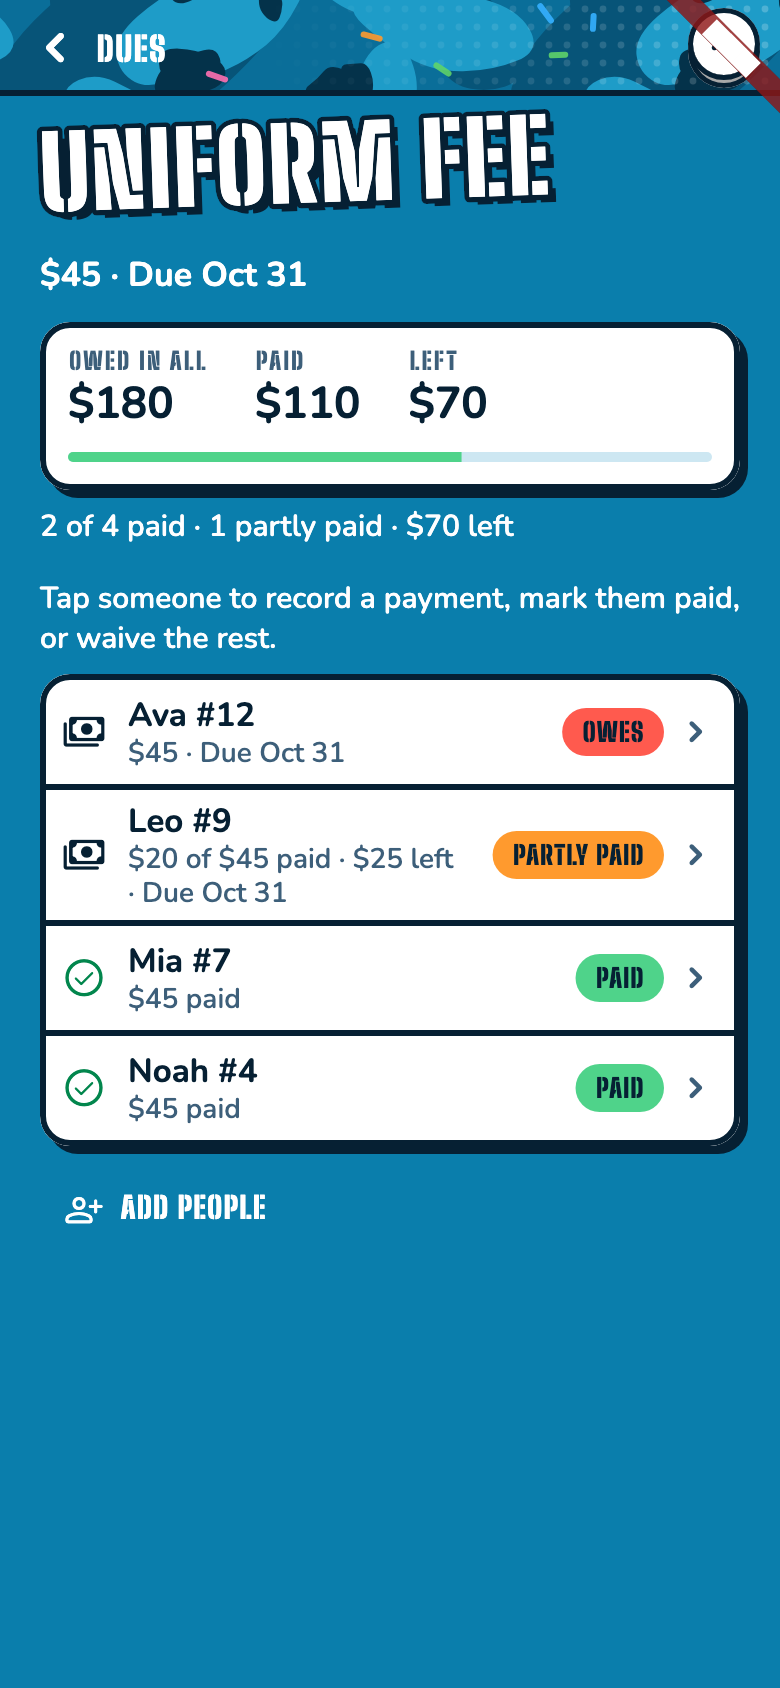 DUES
UNIFORM FEE
$45 · Due Oct 31
OWED IN ALL PAID LEFT
$180 $110 $70
2 of 4 paid · 1 partly paid · $70 left
Tap someone to record a payment, mark them paid,
or waive the rest.
Ava #12
$45 · Due Oct 31
OWES
Leo #9
$20 of $45 paid · $25 left
· Due Oct 31
PARTLY PAID
Mia #7
$45 paid
PAID
Noah #4
$45 paid
PAID
ADD PEOPLE